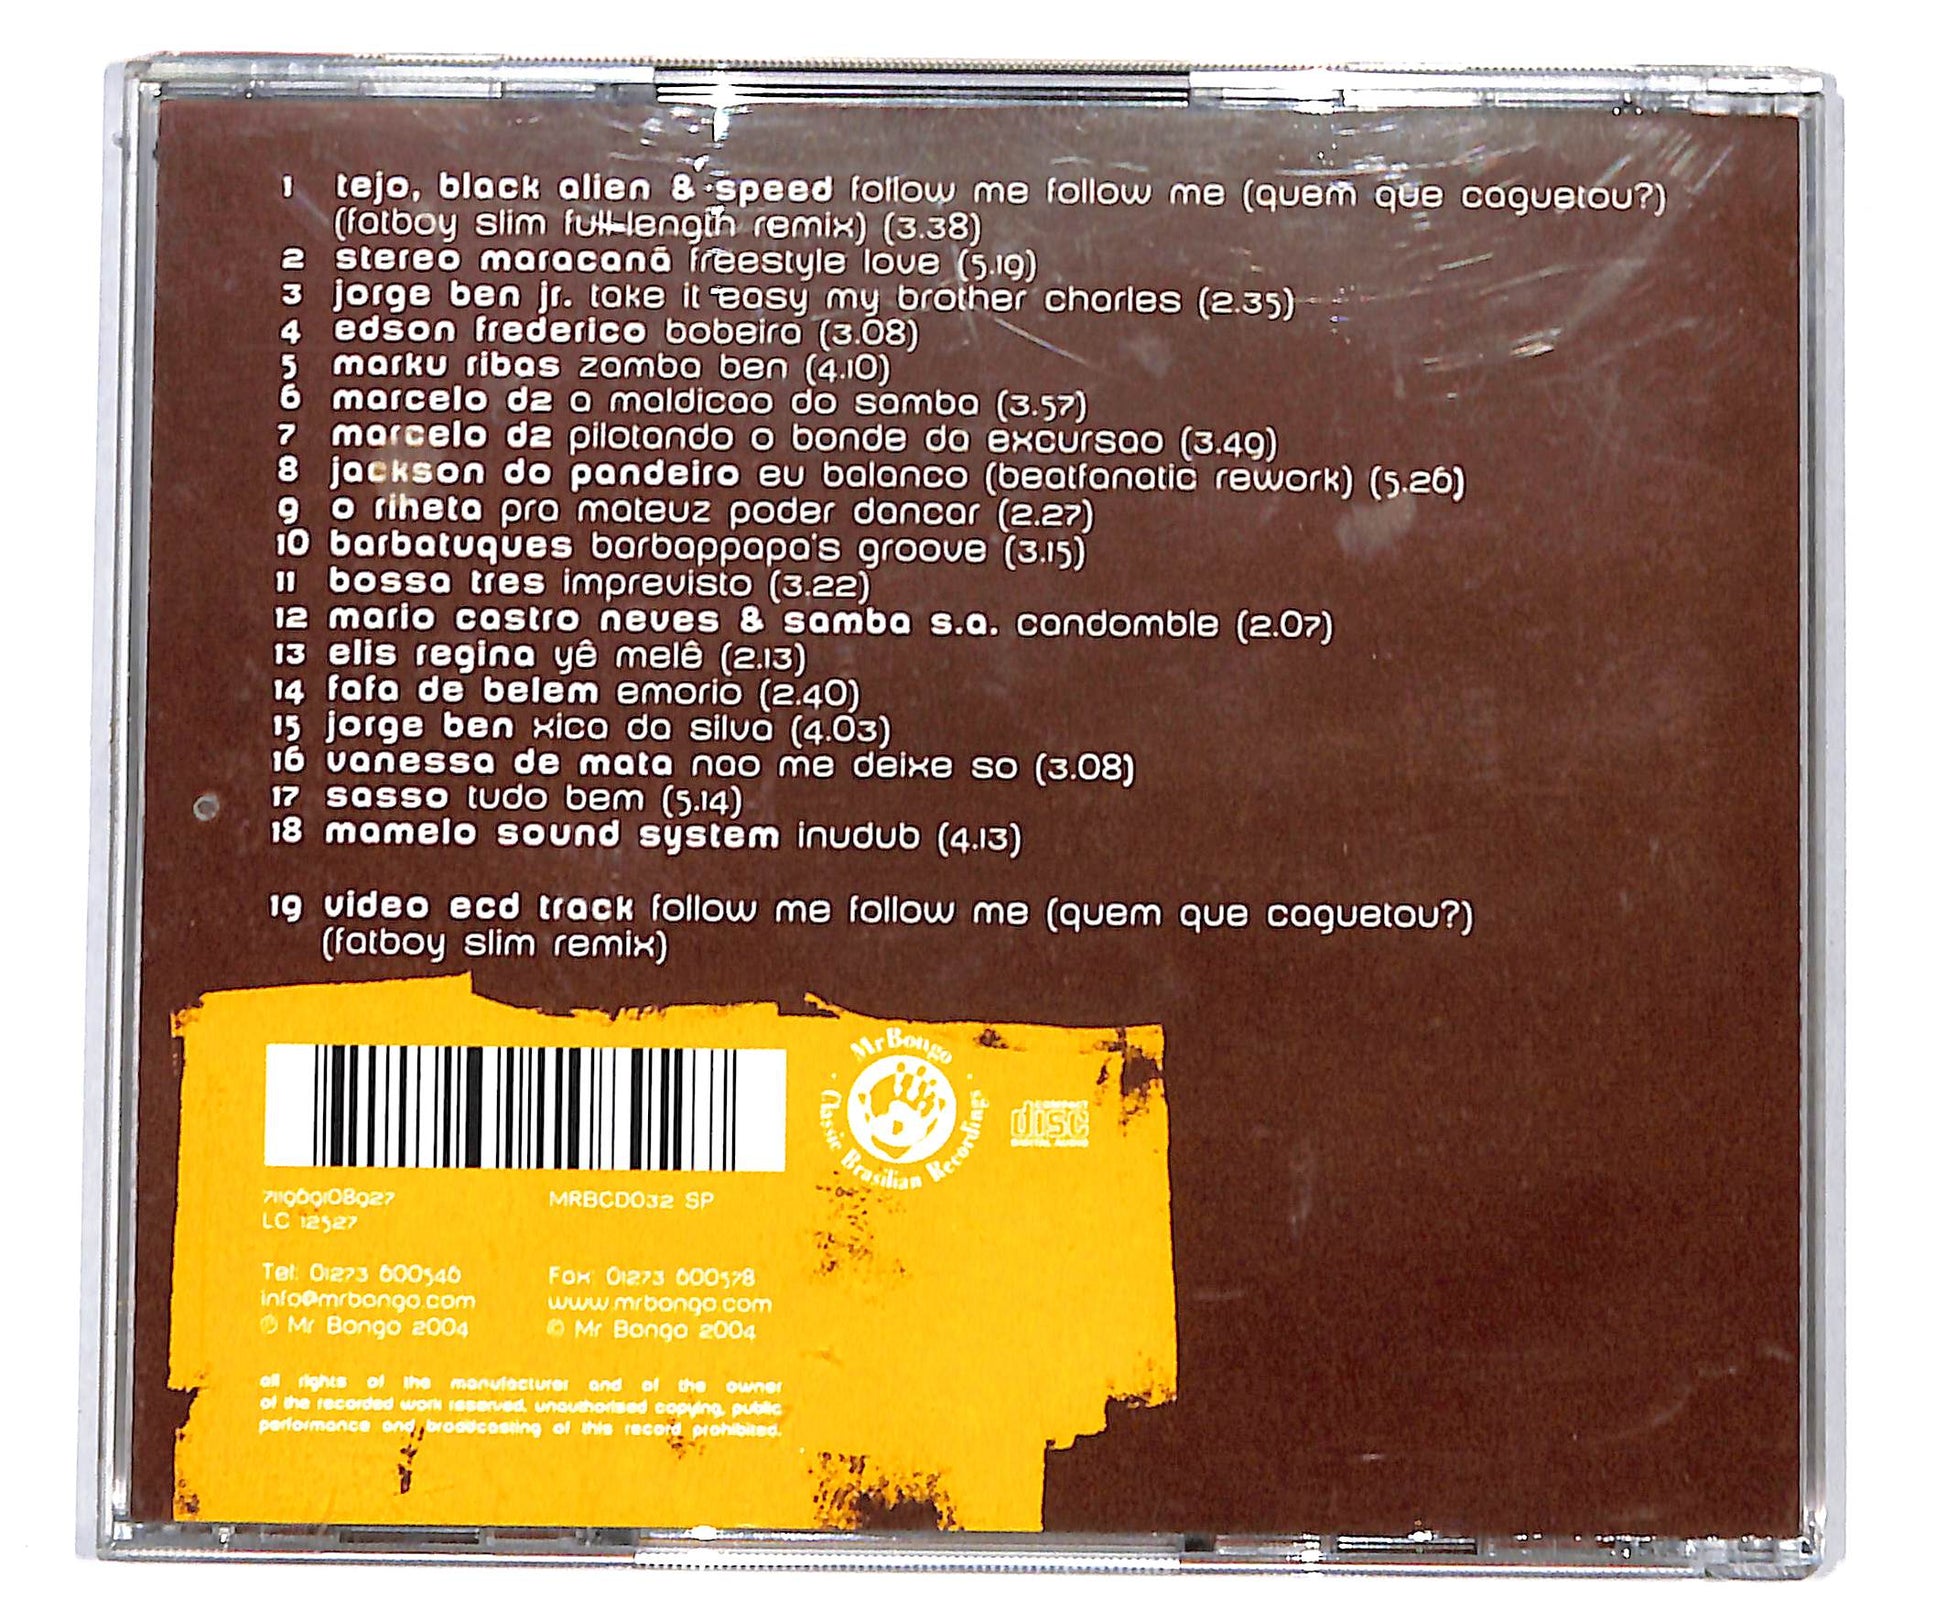 1 tejo, black alien & speed follow me follow me (quem que caguetou?)
(fatboy slim full-length remix) (3.38)
2 stereo maracanã freestyle love (5.19)
3 jorge ben jr. take it easy my brother charles (2.35)
4 edson frederico bobeira (3.08)
5 marku ribas zamba ben (4.10)
6 marcelo d2 a maldicao do samba (3.57)
7 marcelo d2 pilotando o bonde da excursao (3.49)
8 jackson do pandeiro eu balanco (beatfanatic rework) (5.26)
9 o riheta pra mateuz poder dancar (2.27)
10 barbatuques barbappapa's groove (3.15)
11 bossa tres imprevisto (3.22)
12 mario castro neves & samba s.a. candomble (2.07)
13 elis regina yê melê (2.13)
14 fafa de belem emorio (2.40)
15 jorge ben xica da silva (4.03)
16 vanessa de mata nao me deixe so (3.08)
17 sasso tudo bem (5.14)
18 mamelo sound system inudub (4.13)
19 video ecd track follow me follow me (quem que caguetou?)
(fatboy slim remix)
MrBongo
Classic Brasilian Recordings
COMPACT
disc
DIGITAL AUDIO
711969108927
MRBCD032 SP
LC 12527
Tel: 01273 600546
Fax: 01273 600578
info@mrbongo.com
www.mrbongo.com
℗ Mr Bongo 2004
© Mr Bongo 2004
all rights of the manufacturer and of the owner
of the recorded work reserved. unauthorised copying, public
performance and broadcasting of this record prohibited.